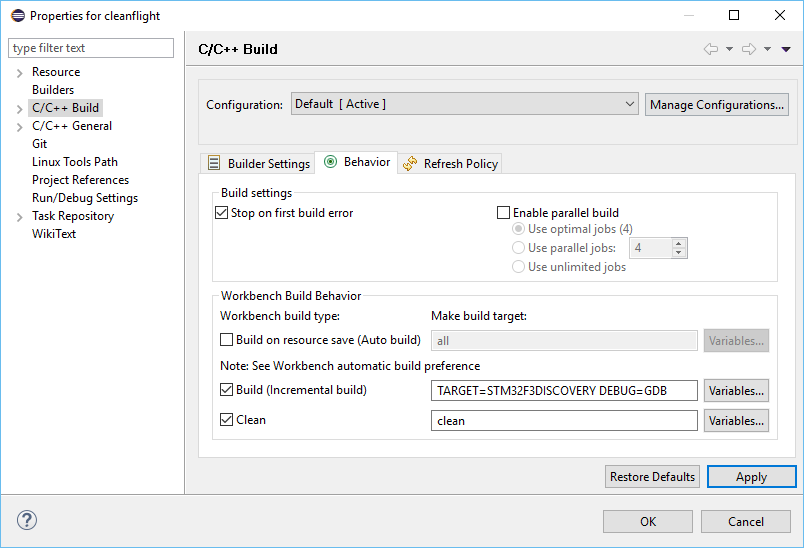 Properties for cleanflight
type filter text
Resource
Builders
C/C++ Build
C/C++ General
Git
Linux Tools Path
Project References
Run/Debug Settings
Task Repository
WikiText
C/C++ Build
Configuration: Default [ Active ] Manage Configurations...
Builder Settings Behavior Refresh Policy
Build settings
Stop on first build error Enable parallel build
Use optimal jobs (4)
Use parallel jobs: 4
Use unlimited jobs
Workbench Build Behavior
Workbench build type: Make build target:
Build on resource save (Auto build) all Variables...
Note: See Workbench automatic build preference
Build (Incremental build) TARGET=STM32F3DISCOVERY DEBUG=GDB Variables...
Clean clean Variables...
Restore Defaults Apply
? OK Cancel